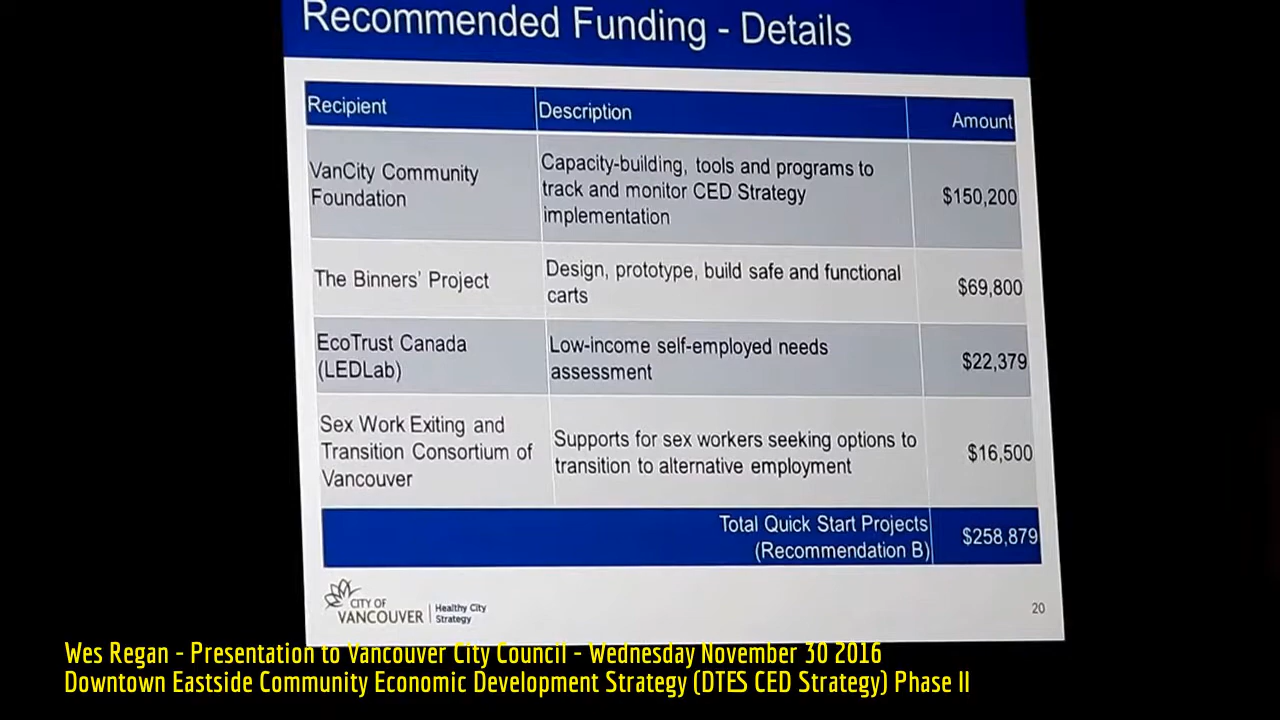 Recommended Funding - Details
Recipient
Description
Amount
VanCity Community
Foundation
Capacity-building, tools and programs to
track and monitor CED Strategy
implementation
$150,200
The Binners' Project
Design, prototype, build safe and functional
carts
$69,800
EcoTrust Canada
(LEDLab)
Low-income self-employed needs
assessment
$22,379
Sex Work Exiting and
Transition Consortium of
Vancouver
Supports for sex workers seeking options to
transition to alternative employment
$16,500
Total Quick Start Projects
(Recommendation B)
$258,879
CITY OF
VANCOUVER
Healthy City
Strategy
20
Wes Regan - Presentation to Vancouver City Council - Wednesday November 30 2016
Downtown Eastside Community Economic Development Strategy (DTES CED Strategy) Phase II